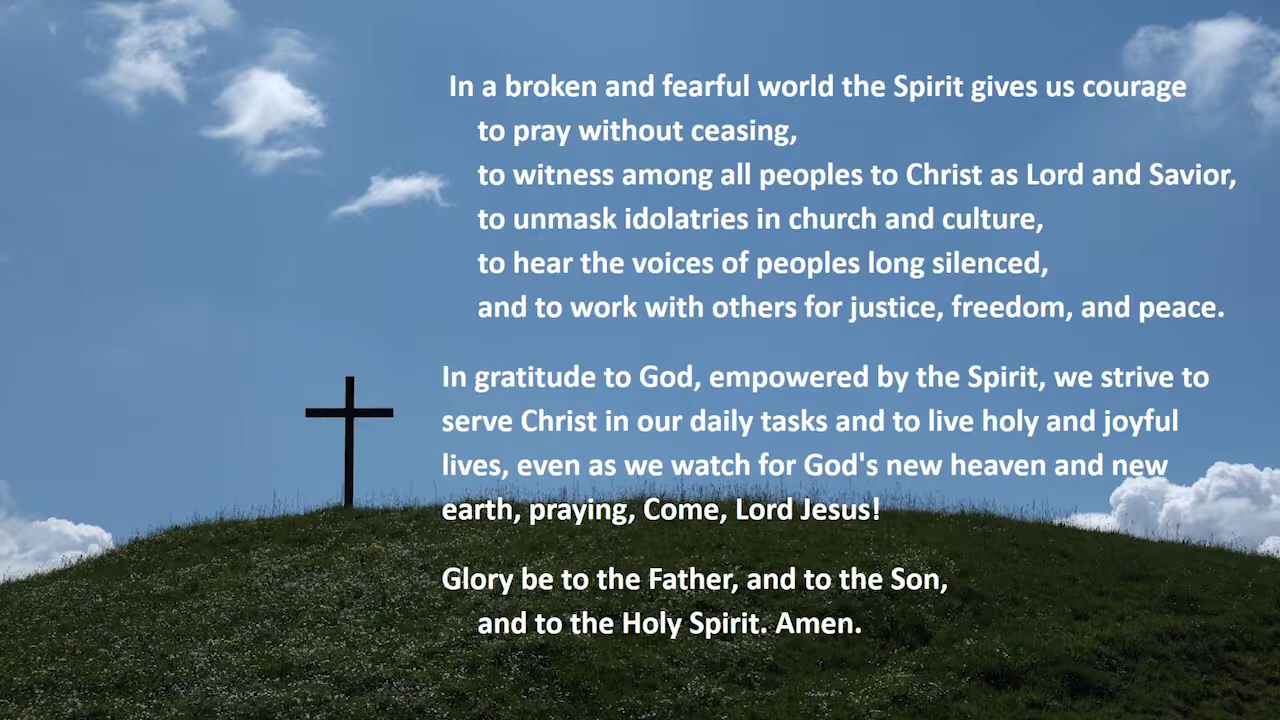 In a broken and fearful world the Spirit gives us courage
to pray without ceasing,
to witness among all peoples to Christ as Lord and Savior,
to unmask idolatries in church and culture,
to hear the voices of peoples long silenced,
and to work with others for justice, freedom, and peace.
In gratitude to God, empowered by the Spirit, we strive to
serve Christ in our daily tasks and to live holy and joyful
lives, even as we watch for God's new heaven and new
earth, praying, Come, Lord Jesus!
Glory be to the Father, and to the Son,
and to the Holy Spirit. Amen.